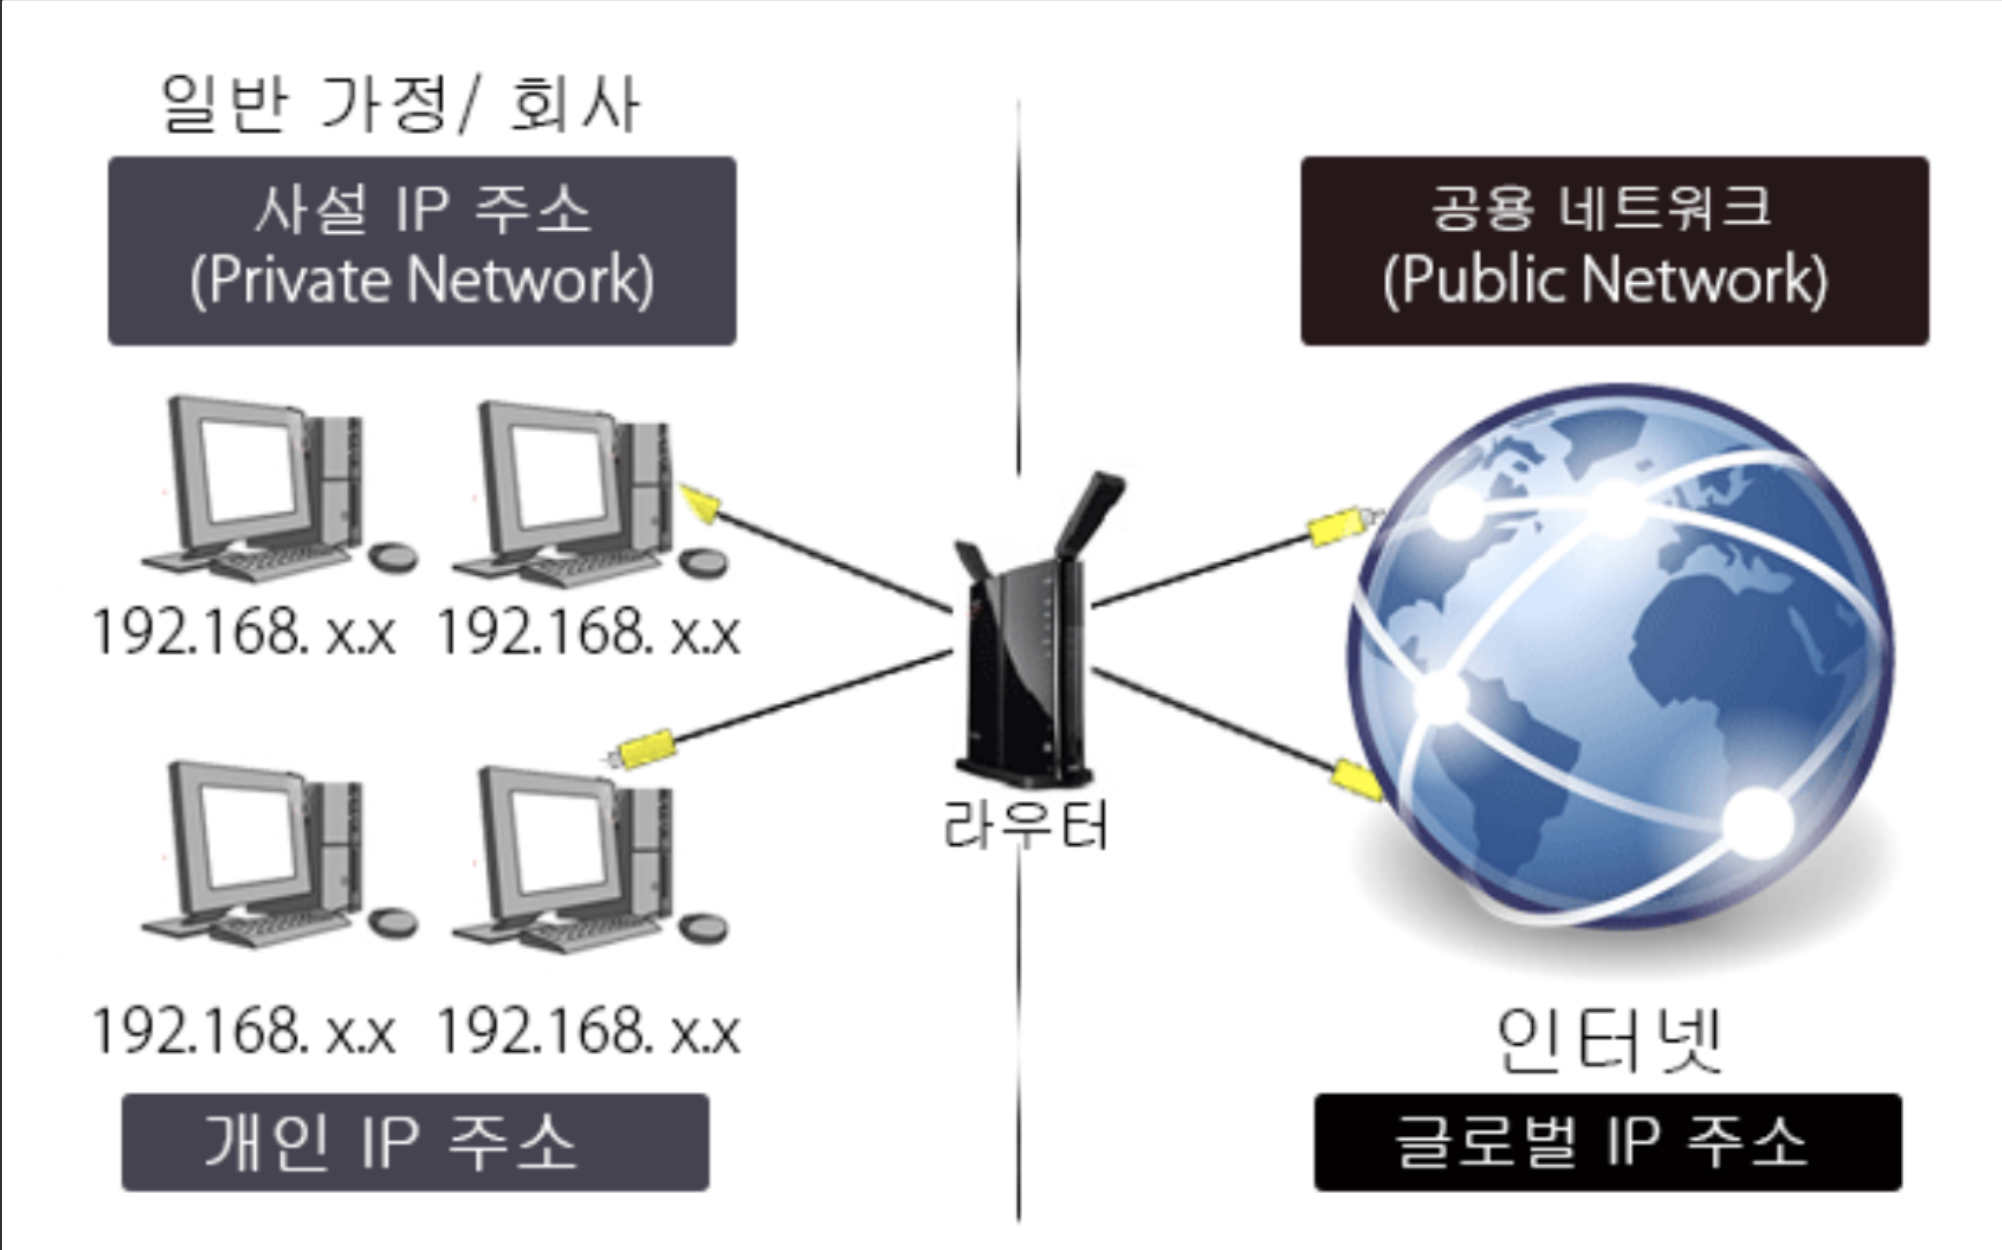 일반 가정/ 회사
사설 IP 주소
(Private Network)
공용 네트워크
(Public Network)
192.168. x.x 192.168. x.x
라우터
192.168. x.x 192.168. x.x
인터넷
개인 IP 주소
글로벌 IP 주소